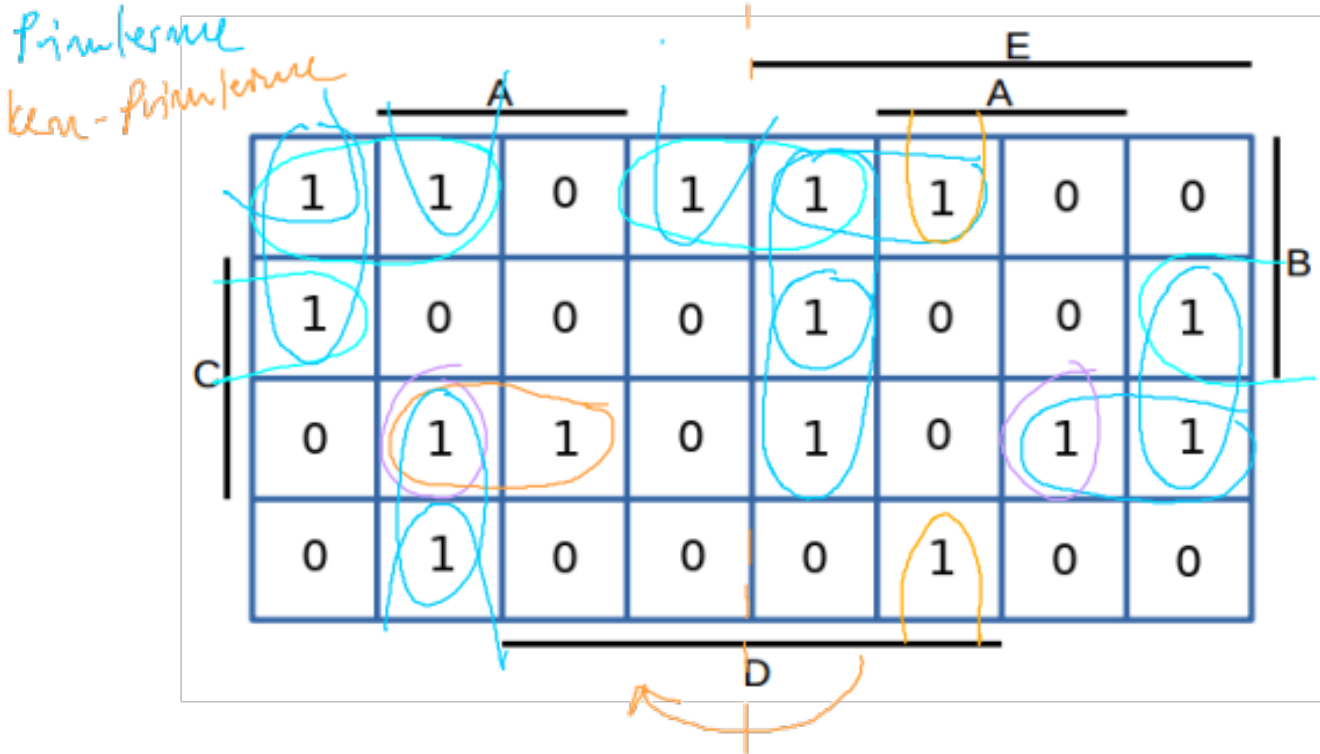 Primterme
Kern-Primterme
E
A A
1 1 0 1 1 1 0 0
B
1 0 0 0 1 0 0 1
C
0 1 1 0 1 0 1 1
0 1 0 0 0 1 0 0
D